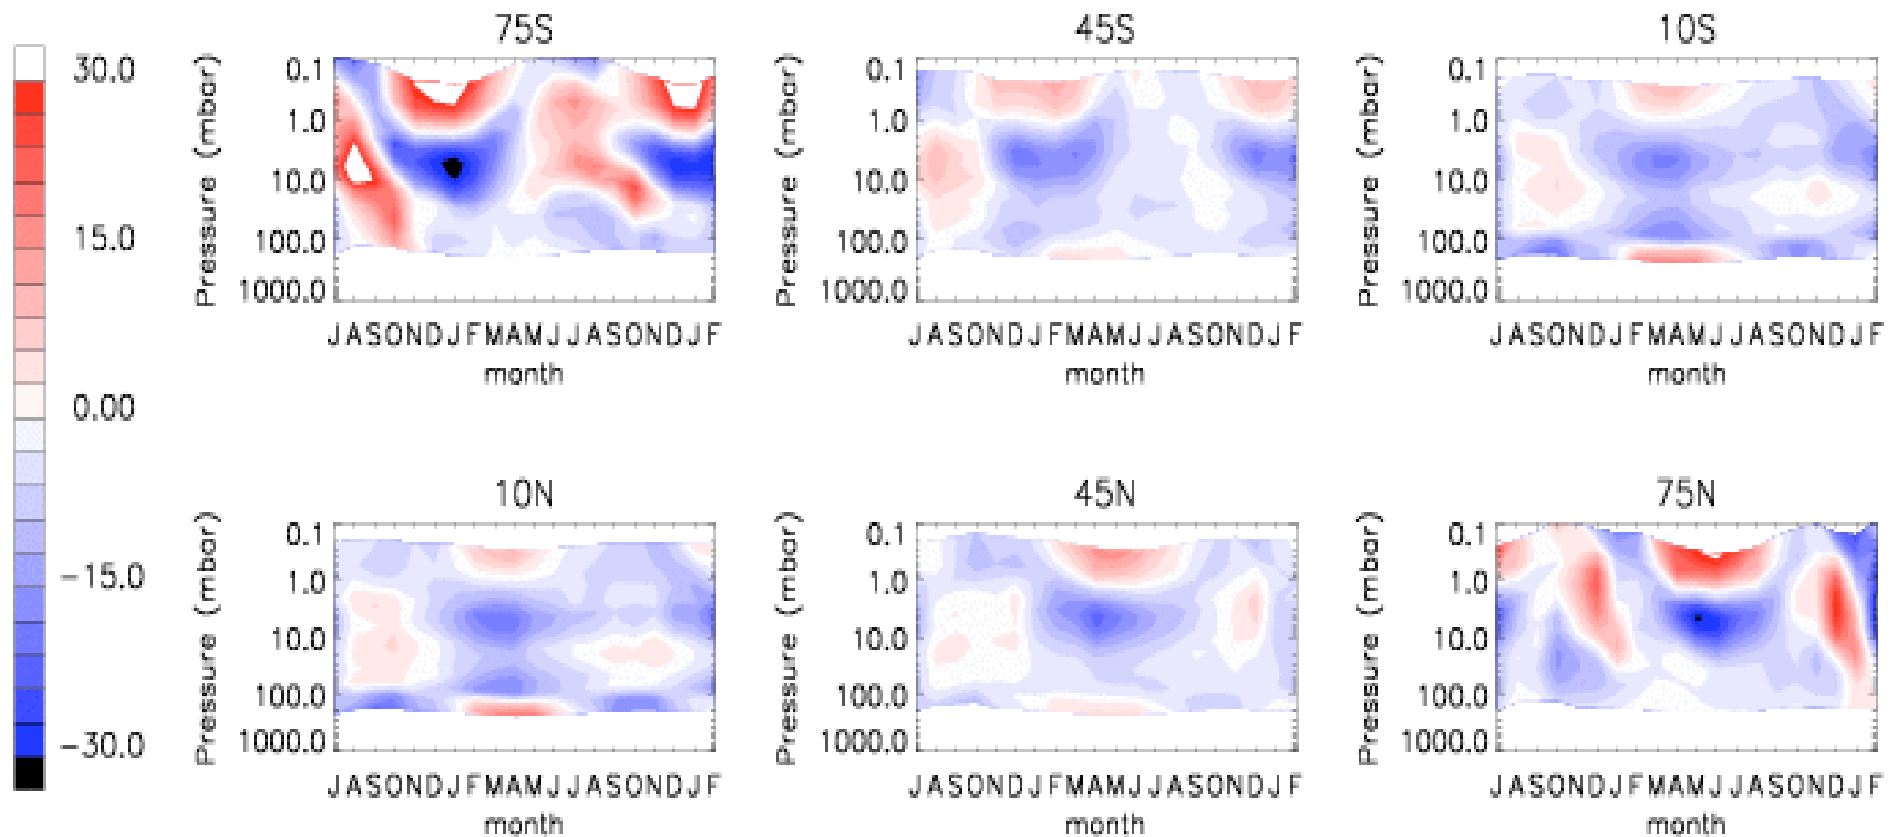 30.0
15.0
0.00
-15.0
-30.0
75S
Pressure (mbar)
0.1
1.0
10.0
100.0
1000.0
JASONDJFMAMJJASONDJF
month
45S
Pressure (mbar)
0.1
1.0
10.0
100.0
1000.0
JASONDJFMAMJJASONDJF
month
10S
Pressure (mbar)
0.1
1.0
10.0
100.0
1000.0
JASONDJFMAMJJASONDJF
month
10N
Pressure (mbar)
0.1
1.0
10.0
100.0
1000.0
JASONDJFMAMJJASONDJF
month
45N
Pressure (mbar)
0.1
1.0
10.0
100.0
1000.0
JASONDJFMAMJJASONDJF
month
75N
Pressure (mbar)
0.1
1.0
10.0
100.0
1000.0
JASONDJFMAMJJASONDJF
month